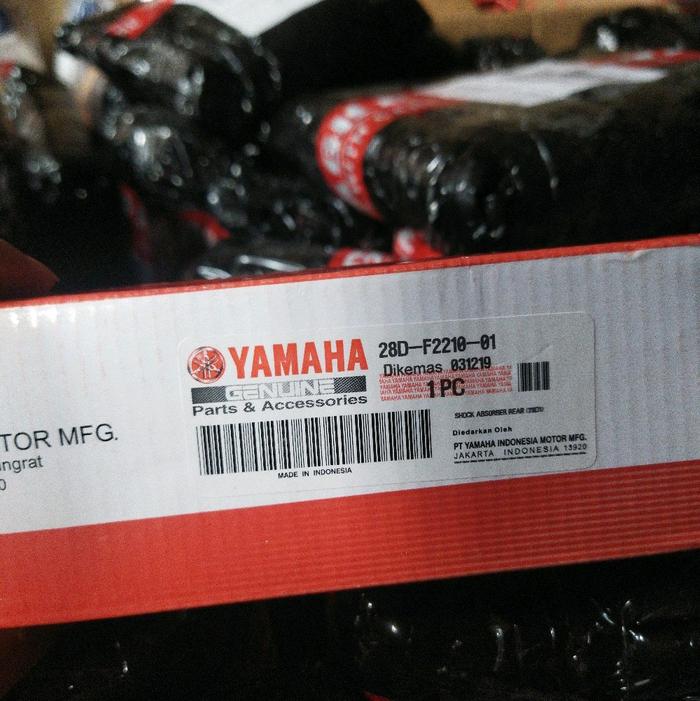 YAMAHA
GENUINE
Parts & Accessories
MADE IN INDONESIA
28D-F2210-01
Dikemas 031219
1 PC
SHOCK ABSORBER REAR
Diedarkan Oleh
PT YAMAHA INDONESIA MOTOR MFG.
JAKARTA INDONESIA 13920
TOR MFG.
ngrat
0